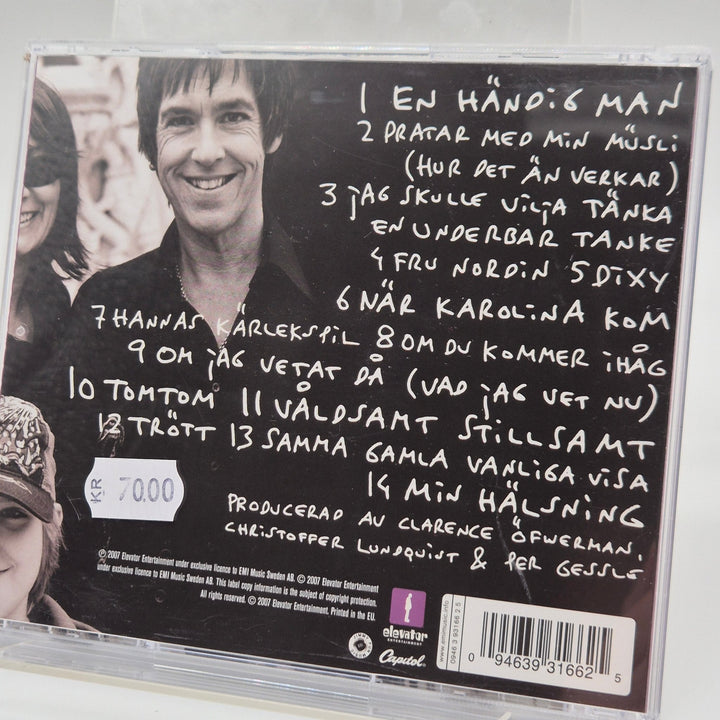 1 EN HÄNDIG MAN
2 PRATAR MED MIN MÜSLI
(HUR DET ÄN VERKAR)
3 JAG SKULLE VILJA TÄNKA
EN UNDERBAR TANKE
4 FRU NORDIN 5 DIXY
6 NÄR KAROLINA KOM
7 HANNAS KÄRLEKSPIL 8 OM DU KOMMER IHÅG
9 OM JAG VETAT DÅ (VAD JAG VET NU)
10 TOMTOM 11 VÅLDSAMT STILLSAMT
12 TRÖTT 13 SAMMA GAMLA VANLIGA VISA
14 MIN HÄLSNING
KR 70.00
PRODUCERAD AV CLARENCE ÖFWERMAN,
CHRISTOFFER LUNDQUIST & PER GESSLE
℗ 2007 Elevator Entertainment under exclusive licence to EMI Music Sweden AB. © 2007 Elevator Entertainment
under exclusive licence to EMI Music Sweden AB. This label copy information is the subject of copyright protection.
All rights reserved. © 2007 Elevator Entertainment. Printed in the EU.
elevator
ENTERTAINMENT
Capitol
www.emimusic.info
0946 3 93166 2 5
0 94639 31662 5